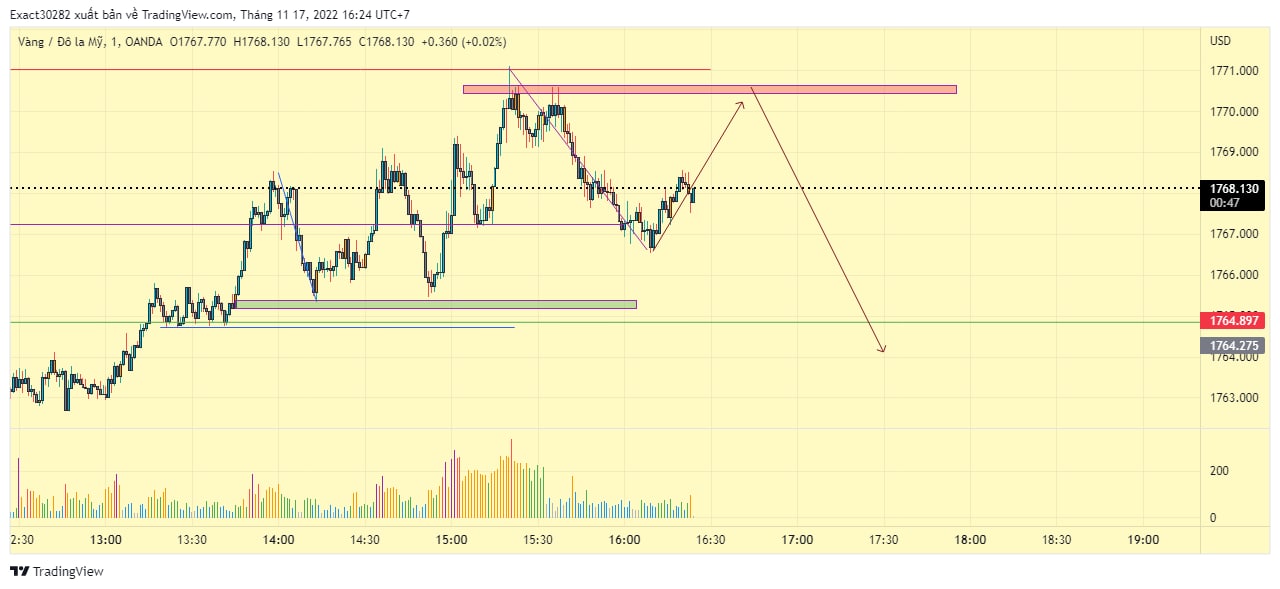 Exact30282 xuất bản về TradingView.com, Tháng 11 17, 2022 16:24 UTC+7
Vàng / Đô la Mỹ, 1, OANDA O1767.770 H1768.130 L1767.765 C1768.130 +0.360 (+0.02%)
USD
1771.000
1770.000
1769.000
1768.130
00:47
1767.000
1766.000
1764.897
1764.275
1764.000
1763.000
200
0
2:30 13:00 13:30 14:00 14:30 15:00 15:30 16:00 16:30 17:00 17:30 18:00 18:30 19:00
TradingView